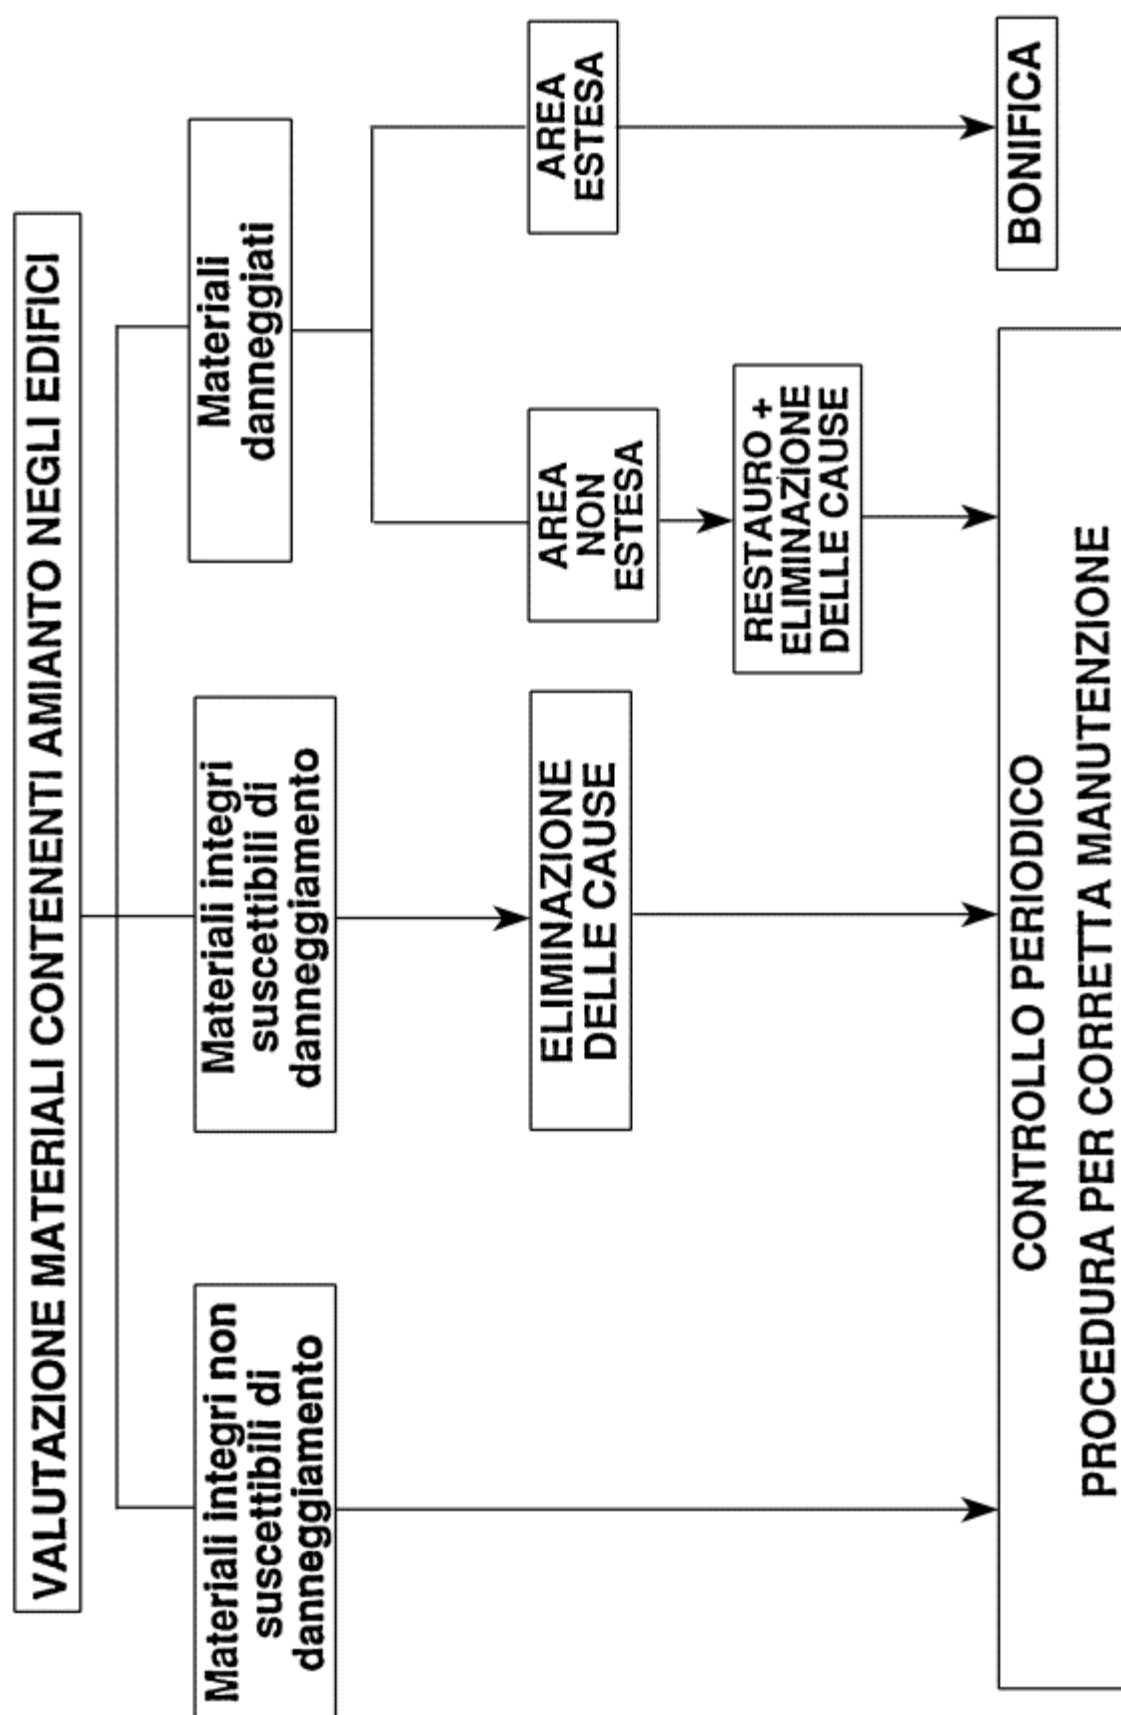 VALUTAZIONE MATERIALI CONTENENTI AMIANTO NEGLI EDIFICI
Materiali integri non
suscettibili di
danneggiamento
Materiali integri
suscettibili di
danneggiamento
Materiali
danneggiati
ELIMINAZIONE
DELLE CAUSE
AREA
NON
ESTESA
AREA
ESTESA
RESTAURO +
ELIMINAZIONE
DELLE CAUSE
CONTROLLO PERIODICO
PROCEDURA PER CORRETTA MANUTENZIONE
BONIFICA